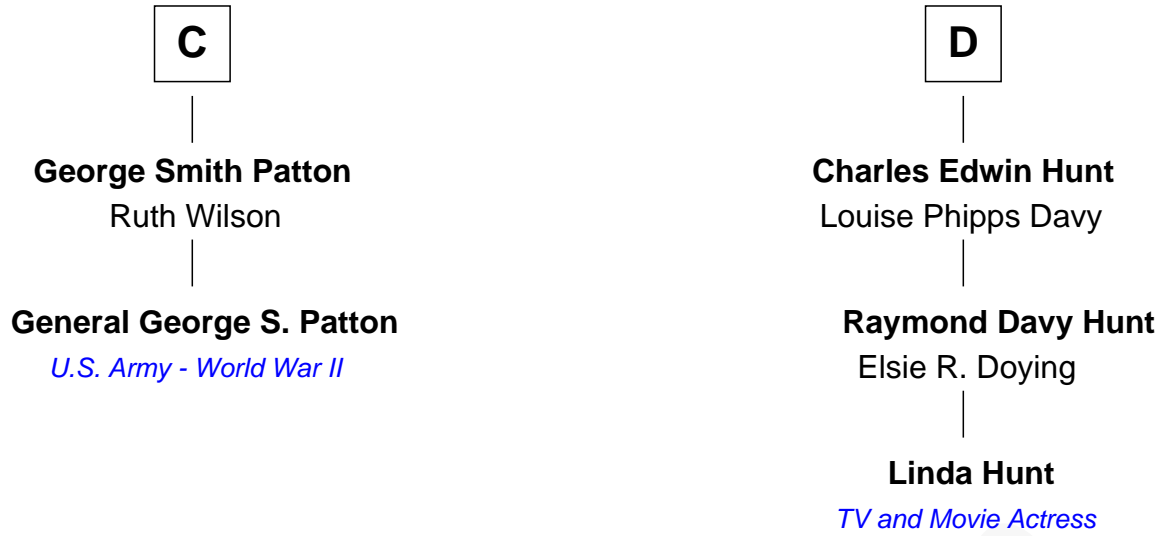 C
George Smith Patton
Ruth Wilson
General George S. Patton
U.S. Army - World War II
D
Charles Edwin Hunt
Louise Phipps Davy
Raymond Davy Hunt
Elsie R. Doying
Linda Hunt
TV and Movie Actress